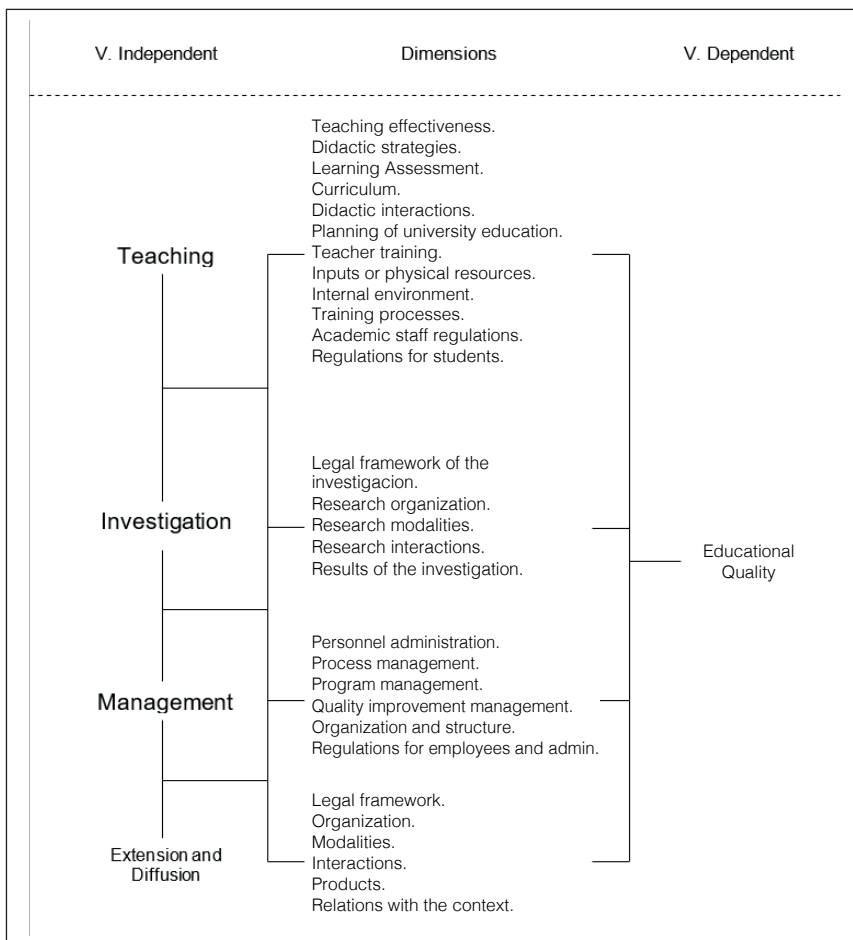 V. Independent Dimensions V. Dependent
Teaching effectiveness.
Didactic strategies.
Learning Assessment.
Curriculum.
Didactic interactions.
Planning of university education.
Teaching
Teacher training.
Inputs or physical resources.
Internal environment.
Training processes.
Academic staff regulations.
Regulations for students.
Legal framework of the
investigacion.
Research organization.
Investigation
Research modalities.
Research interactions.
Results of the investigation.
Educational
Quality
Personnel administration.
Process management.
Program management.
Management
Quality improvement management.
Organization and structure.
Regulations for employees and admin.
Legal framework.
Organization.
Modalities.
Extension and
Diffusion
Interactions.
Products.
Relations with the context.